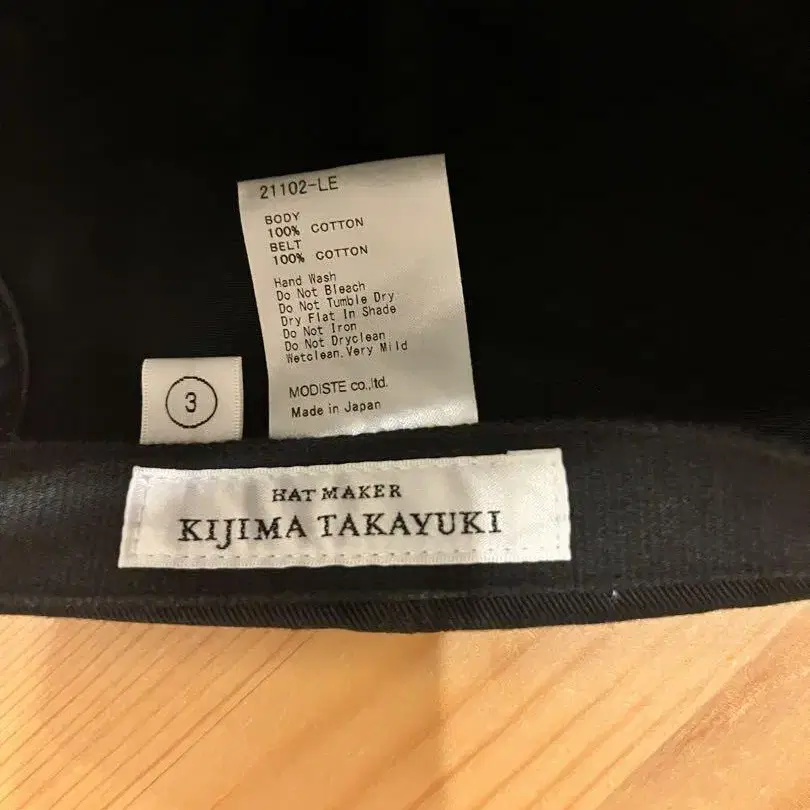 21102-LE
BODY
100% COTTON
BELT
100% COTTON
Hand Wash
Do Not Bleach
Do Not Tumble Dry
Dry Flat In Shade
Do Not Iron
Do Not Dryclean
Wetclean.Very Mild
MODISTE co.,ltd.
Made in Japan
3
HAT MAKER
KIJIMA TAKAYUKI